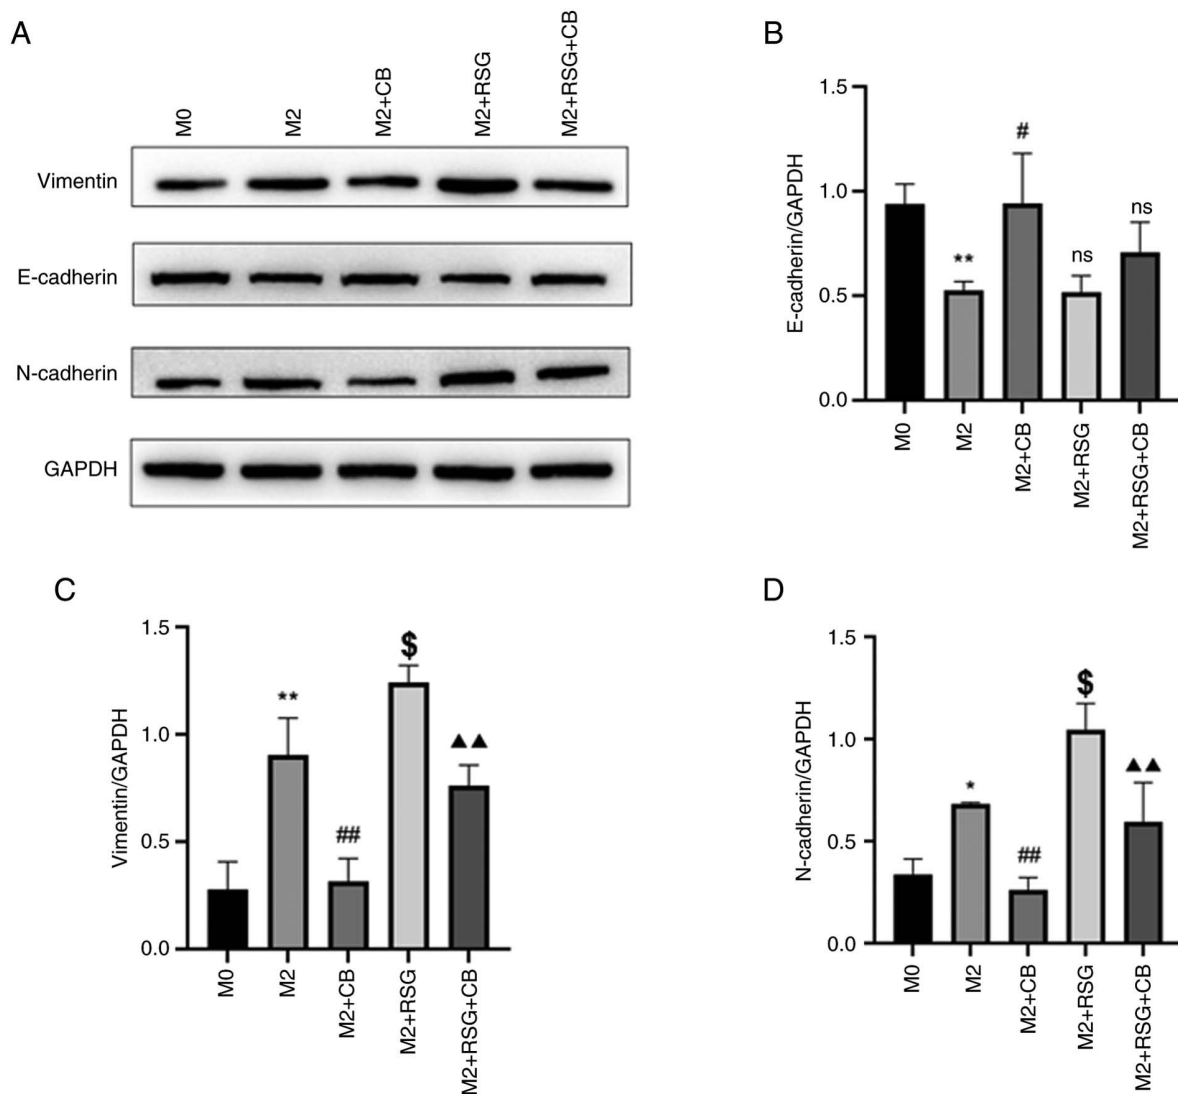 A
M0
M2
M2+CB
M2+RSG
M2+RSG+CB
Vimentin
E-cadherin
N-cadherin
GAPDH
B
E-cadherin/GAPDH
1.5
1.0
0.5
0.0
**
#
ns
ns
M0
M2
M2+CB
M2+RSG
M2+RSG+CB
C
Vimentin/GAPDH
1.5
1.0
0.5
0.0
**
##
$
▲▲
M0
M2
M2+CB
M2+RSG
M2+RSG+CB
D
N-cadherin/GAPDH
1.5
1.0
0.5
0.0
*
##
$
▲▲
M0
M2
M2+CB
M2+RSG
M2+RSG+CB